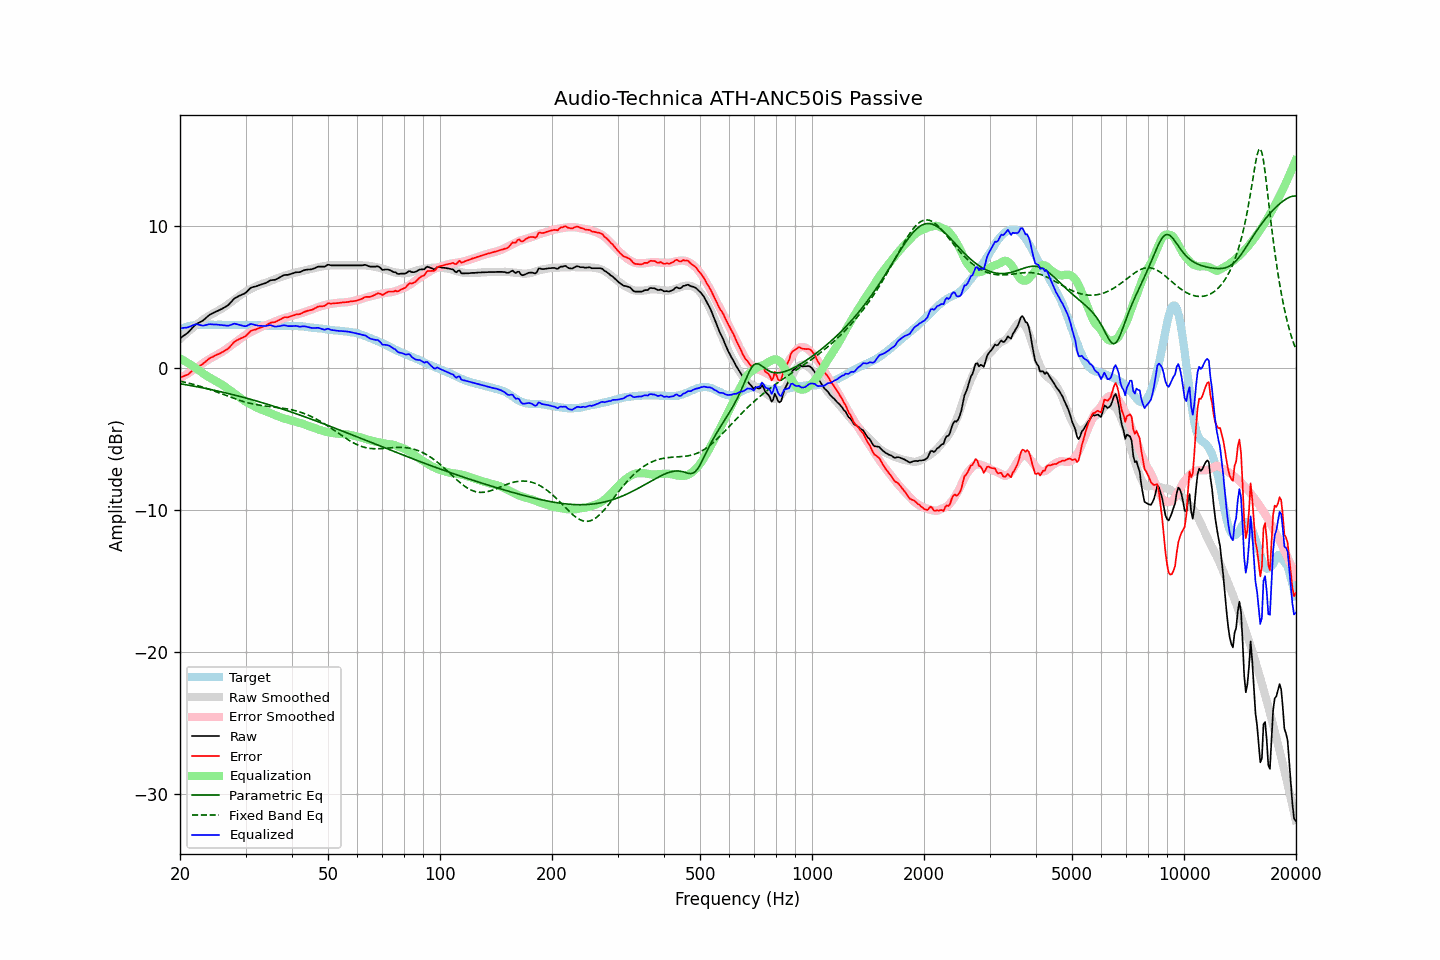 Audio-Technica ATH-ANC50iS Passive
Amplitude (dBr)
10
0
−10
−20
−30
Target
Raw Smoothed
Error Smoothed
Raw
Error
Equalization
Parametric Eq
Fixed Band Eq
Equalized
20 50 100 200 500 1000 2000 5000 10000 20000
Frequency (Hz)